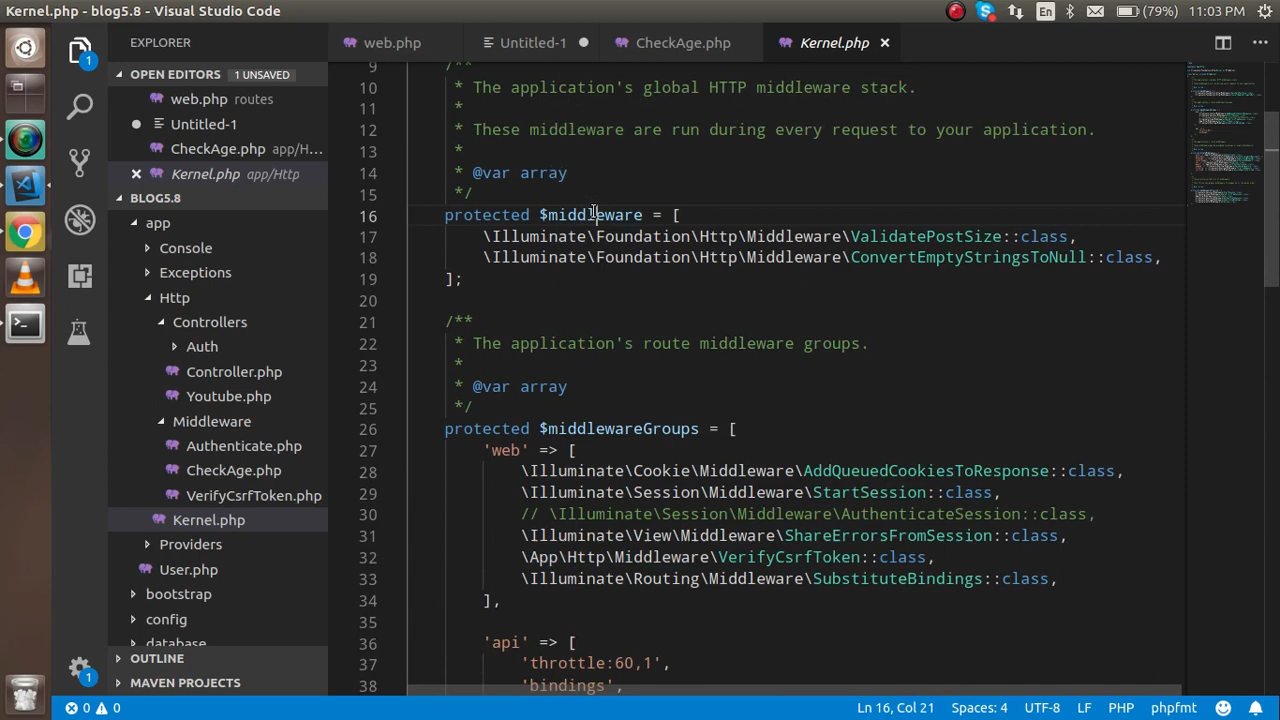 Kernel.php - blog5.8 - Visual Studio Code
En
(79%)
11:03 PM
EXPLORER
OPEN EDITORS
1 UNSAVED
web.php routes
Untitled-1
CheckAge.php app/H...
Kernel.php app/Http
BLOG5.8
app
Console
Exceptions
Http
Controllers
Auth
Controller.php
Youtube.php
Middleware
Authenticate.php
CheckAge.php
VerifyCsrfToken.php
Kernel.php
Providers
User.php
bootstrap
config
database
OUTLINE
MAVEN PROJECTS
1
1
web.php
Untitled-1
CheckAge.php
Kernel.php
9 /**
10 * The application's global HTTP middleware stack.
11 *
12 * These middleware are run during every request to your application.
13 *
14 * @var array
15 */
16 protected $middleware = [
17 \Illuminate\Foundation\Http\Middleware\ValidatePostSize::class,
18 \Illuminate\Foundation\Http\Middleware\ConvertEmptyStringsToNull::class,
19 ];
20
21 /**
22 * The application's route middleware groups.
23 *
24 * @var array
25 */
26 protected $middlewareGroups = [
27 'web' => [
28 \Illuminate\Cookie\Middleware\AddQueuedCookiesToResponse::class,
29 \Illuminate\Session\Middleware\StartSession::class,
30 // \Illuminate\Session\Middleware\AuthenticateSession::class,
31 \Illuminate\View\Middleware\ShareErrorsFromSession::class,
32 \App\Http\Middleware\VerifyCsrfToken::class,
33 \Illuminate\Routing\Middleware\SubstituteBindings::class,
34 ],
35
36 'api' => [
37 'throttle:60,1',
38 'bindings',
0 0
Ln 16, Col 21
Spaces: 4
UTF-8
LF
PHP
phpfmt